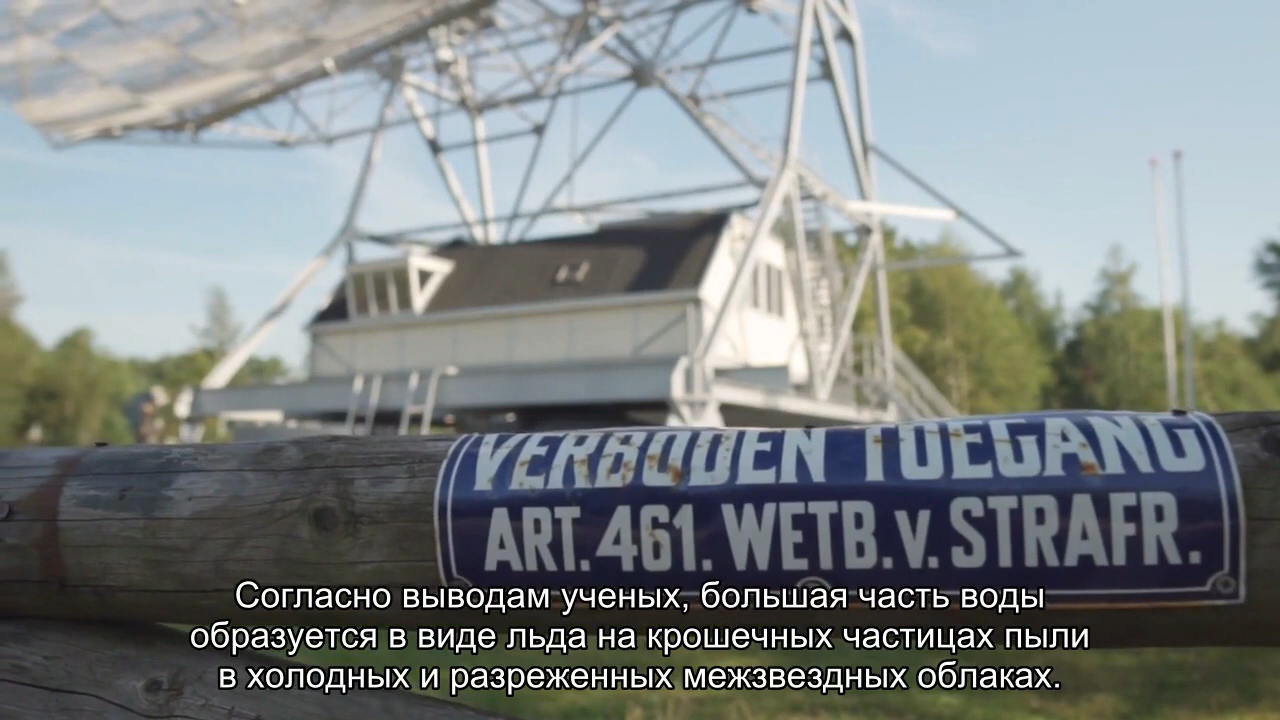 VERBODEN TOEGANG
ART. 461. WETB. v. STRAFR.
Согласно выводам ученых, большая часть воды
образуется в виде льда на крошечных частицах пыли
в холодных и разреженных межзвездных облаках.